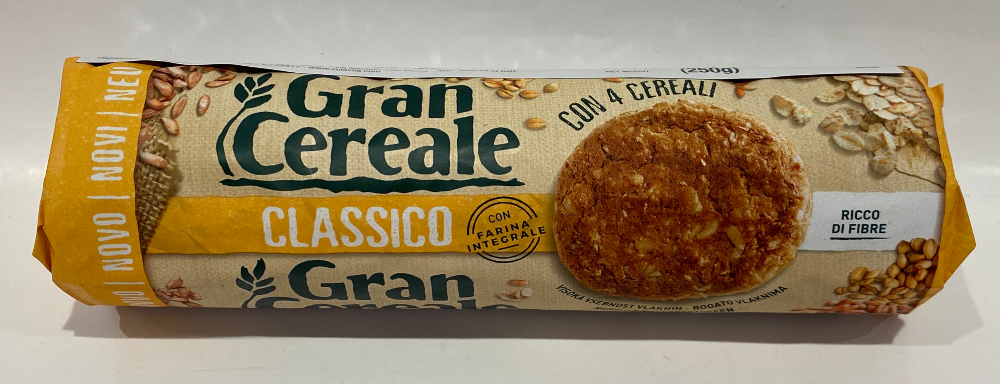 (250g)
NOVO | NOVI | NEU
Gran
Cereale
CON 4 CEREALI
CLASSICO
CON
FARINA
INTEGRALE
RICCO
DI FIBRE
Gran
Cereale
VISOKA VSEBNOST VLAKNIN - BOGATO VLAKNIMA